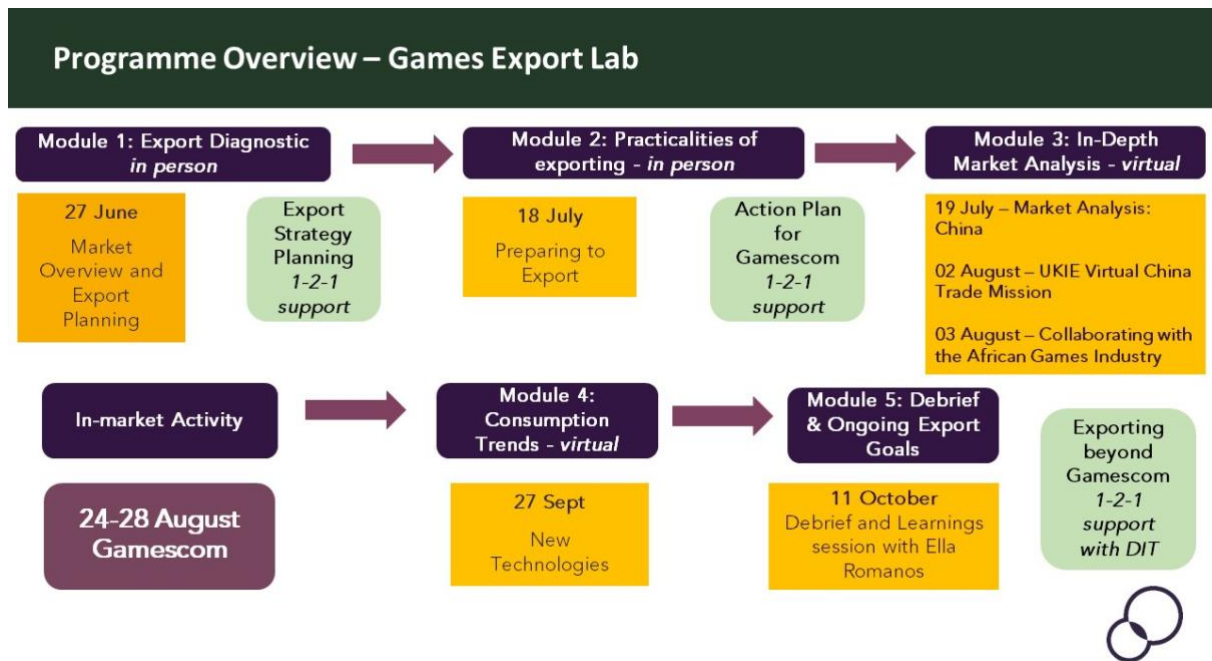 Programme Overview – Games Export Lab
Module 1: Export Diagnostic
in person
27 June
Market
Overview and
Export
Planning
Export
Strategy
Planning
1-2-1
support
Module 2: Practicalities of
exporting - in person
18 July
Preparing to
Export
Action Plan
for
Gamescom
1-2-1
support
Module 3: In-Depth
Market Analysis - virtual
19 July – Market Analysis:
China
02 August – UKIE Virtual China
Trade Mission
03 August – Collaborating with
the African Games Industry
In-market Activity
24-28 August
Gamescom
Module 4:
Consumption
Trends - virtual
27 Sept
New
Technologies
Module 5: Debrief
& Ongoing Export
Goals
11 October
Debrief and Learnings
session with Ella
Romanos
Exporting
beyond
Gamescom
1-2-1
support
with DIT